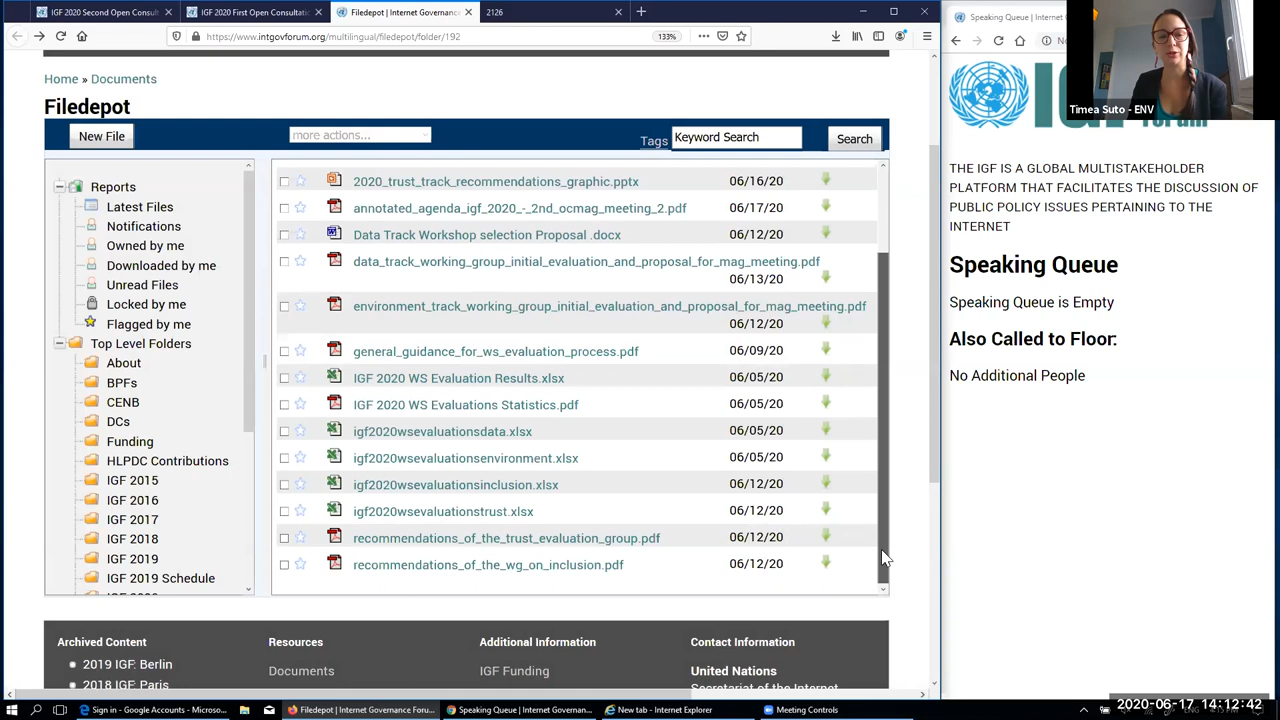 IGF 2020 Second Open Consult
IGF 2020 First Open Consultati
Filedepot | Internet Governance
2126
Speaking Queue | Internet
https://www.intgovforum.org/multilingual/filedepot/folder/192
133%
Timea Suto - ENV
Home » Documents
Filedepot
New File
more actions...
Tags
Keyword Search
Search
Reports
Latest Files
Notifications
Owned by me
Downloaded by me
Unread Files
Locked by me
Flagged by me
Top Level Folders
About
BPFs
CENB
DCs
Funding
HLPDC Contributions
IGF 2015
IGF 2016
IGF 2017
IGF 2018
IGF 2019
IGF 2019 Schedule
2020_trust_track_recommendations_graphic.pptx 06/16/20
annotated_agenda_igf_2020_-_2nd_ocmag_meeting_2.pdf 06/17/20
Data Track Workshop selection Proposal .docx 06/12/20
data_track_working_group_initial_evaluation_and_proposal_for_mag_meeting.pdf
06/13/20
environment_track_working_group_initial_evaluation_and_proposal_for_mag_meeting.pdf
06/12/20
general_guidance_for_ws_evaluation_process.pdf 06/09/20
IGF 2020 WS Evaluation Results.xlsx 06/05/20
IGF 2020 WS Evaluations Statistics.pdf 06/05/20
igf2020wsevaluationsdata.xlsx 06/05/20
igf2020wsevaluationsenvironment.xlsx 06/05/20
igf2020wsevaluationsinclusion.xlsx 06/12/20
igf2020wsevaluationstrust.xlsx 06/12/20
recommendations_of_the_trust_evaluation_group.pdf 06/12/20
recommendations_of_the_wg_on_inclusion.pdf 06/12/20
THE IGF IS A GLOBAL MULTISTAKEHOLDER
PLATFORM THAT FACILITATES THE DISCUSSION OF
PUBLIC POLICY ISSUES PERTAINING TO THE
INTERNET
Speaking Queue
Speaking Queue is Empty
Also Called to Floor:
No Additional People
Archived Content
2019 IGF: Berlin
2018 IGF: Paris
Resources
Documents
Additional Information
IGF Funding
Contact Information
United Nations
Secretariat of the Internet
Sign in - Google Accounts - Microso...
Filedepot | Internet Governance Forum...
Speaking Queue | Internet Governan...
New tab - Internet Explorer
Meeting Controls
2020-06-17 14:12:42